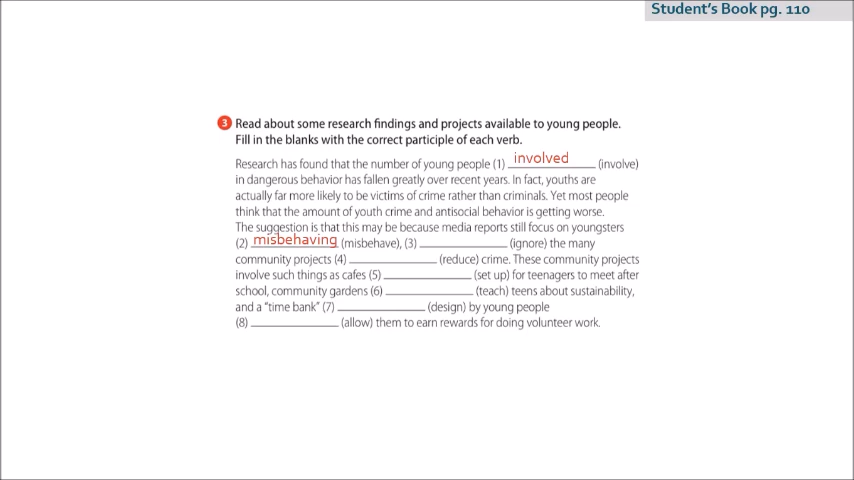 Student's Book pg. 110
3 Read about some research findings and projects available to young people.
Fill in the blanks with the correct participle of each verb.
Research has found that the number of young people (1) involved (involve)
in dangerous behavior has fallen greatly over recent years. In fact, youths are
actually far more likely to be victims of crime rather than criminals. Yet most people
think that the amount of youth crime and antisocial behavior is getting worse.
The suggestion is that this may be because media reports still focus on youngsters
(2) misbehaving (misbehave), (3) ________________ (ignore) the many
community projects (4) ________________ (reduce) crime. These community projects
involve such things as cafes (5) ________________ (set up) for teenagers to meet after
school, community gardens (6) ________________ (teach) teens about sustainability,
and a "time bank" (7) ________________ (design) by young people
(8) ________________ (allow) them to earn rewards for doing volunteer work.